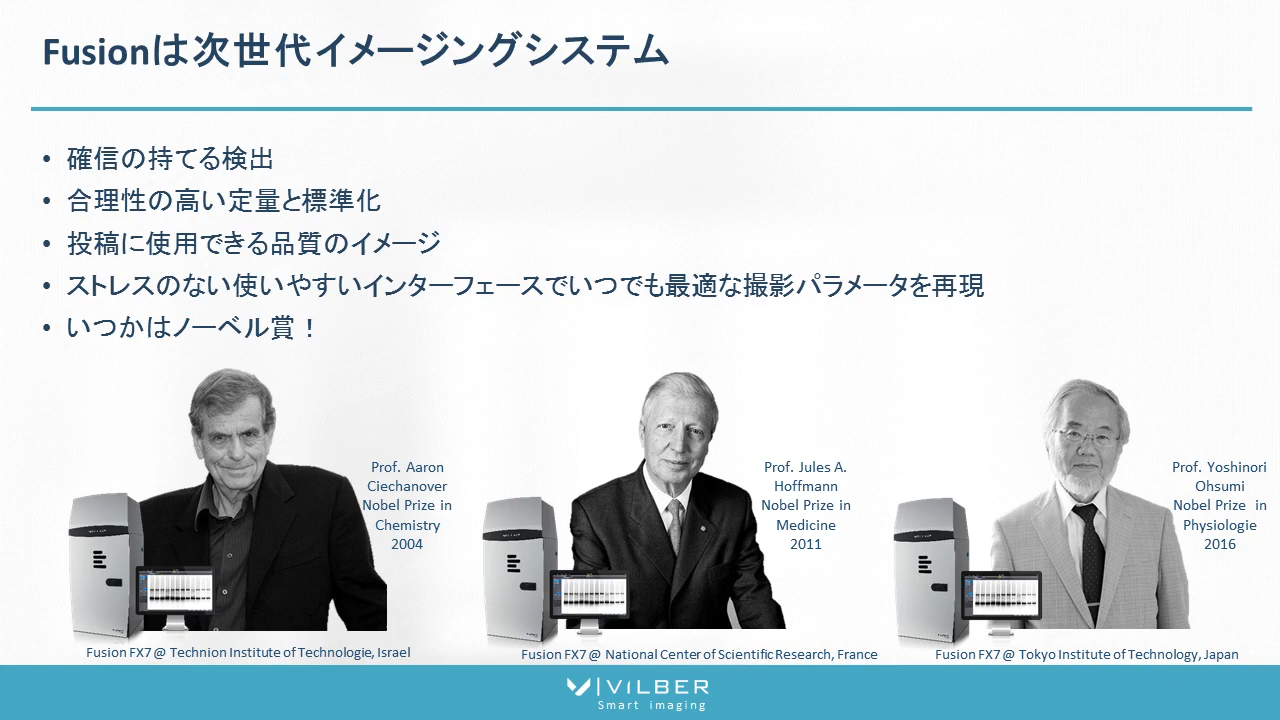 Fusionは次世代イメージングシステム
• 確信の持てる検出
• 合理性の高い定量と標準化
• 投稿に使用できる品質のイメージ
• ストレスのない使いやすいインターフェースでいつでも最適な撮影パラメータを再現
• いつかはノーベル賞！
Prof. Aaron
Ciechanover
Nobel Prize in
Chemistry
2004
Fusion FX7 @ Technion Institute of Technologie, Israel
Prof. Jules A.
Hoffmann
Nobel Prize in
Medicine
2011
Fusion FX7 @ National Center of Scientific Research, France
Prof. Yoshinori
Ohsumi
Nobel Prize in
Physiologie
2016
Fusion FX7 @ Tokyo Institute of Technology, Japan
VILBER
Smart imaging